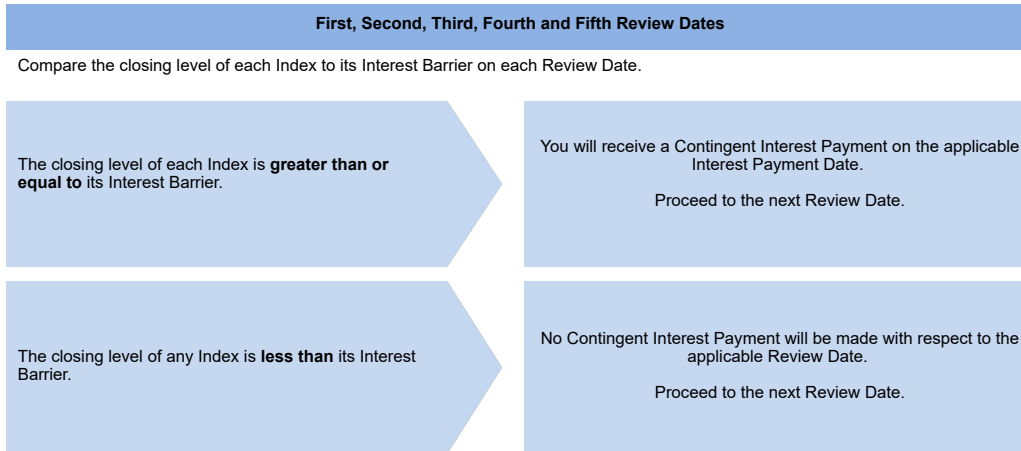 First, Second, Third, Fourth and Fifth Review Dates
Compare the closing level of each Index to its Interest Barrier on each Review Date.
The closing level of each Index is greater than or
equal to its Interest Barrier.
You will receive a Contingent Interest Payment on the applicable
Interest Payment Date.
Proceed to the next Review Date.
The closing level of any Index is less than its Interest
Barrier.
No Contingent Interest Payment will be made with respect to the
applicable Review Date.
Proceed to the next Review Date.